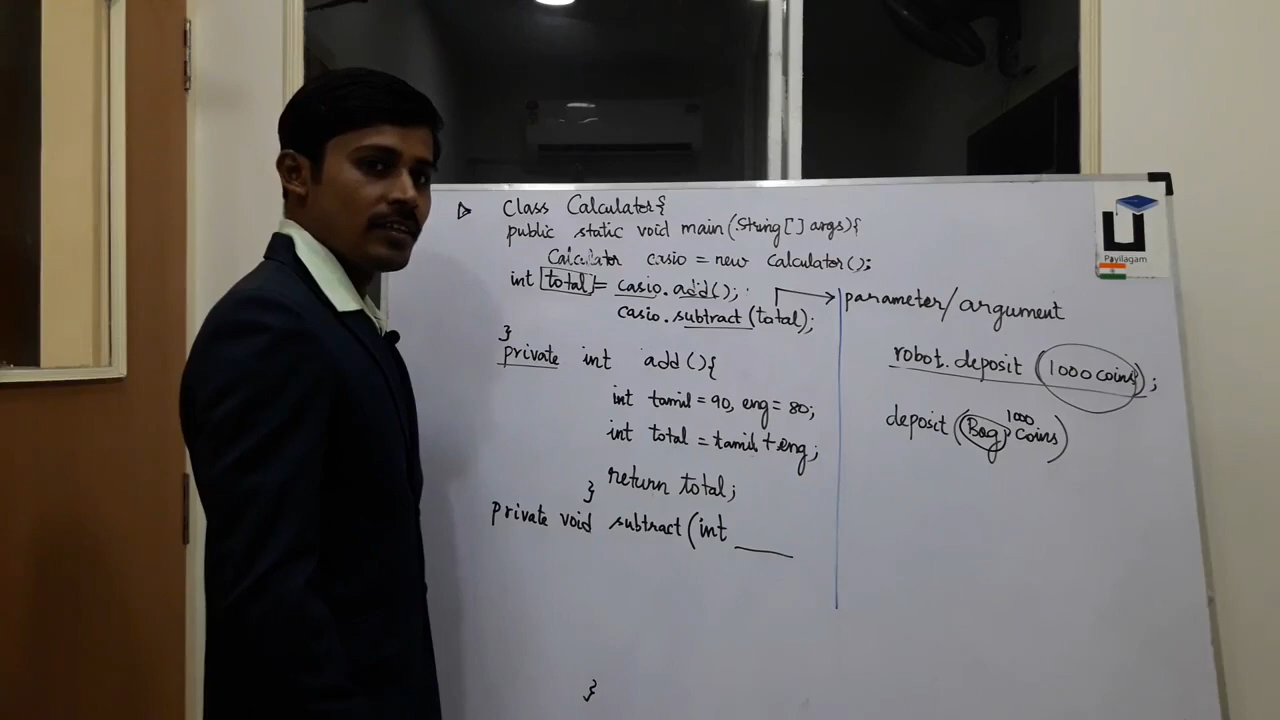 Class Calculator{
public static void main(String[] args){
Calculator casio = new calculator();
int total = casio.add();
casio.subtract(total);
}
private int add(){
int tamil = 90, eng = 80;
int total = tamil + eng;
return total;
}
private void subtract(int ____
}
parameter/argument
robot.deposit (1000 coins);
deposit (Bag 1000 Coins)
Payilagam